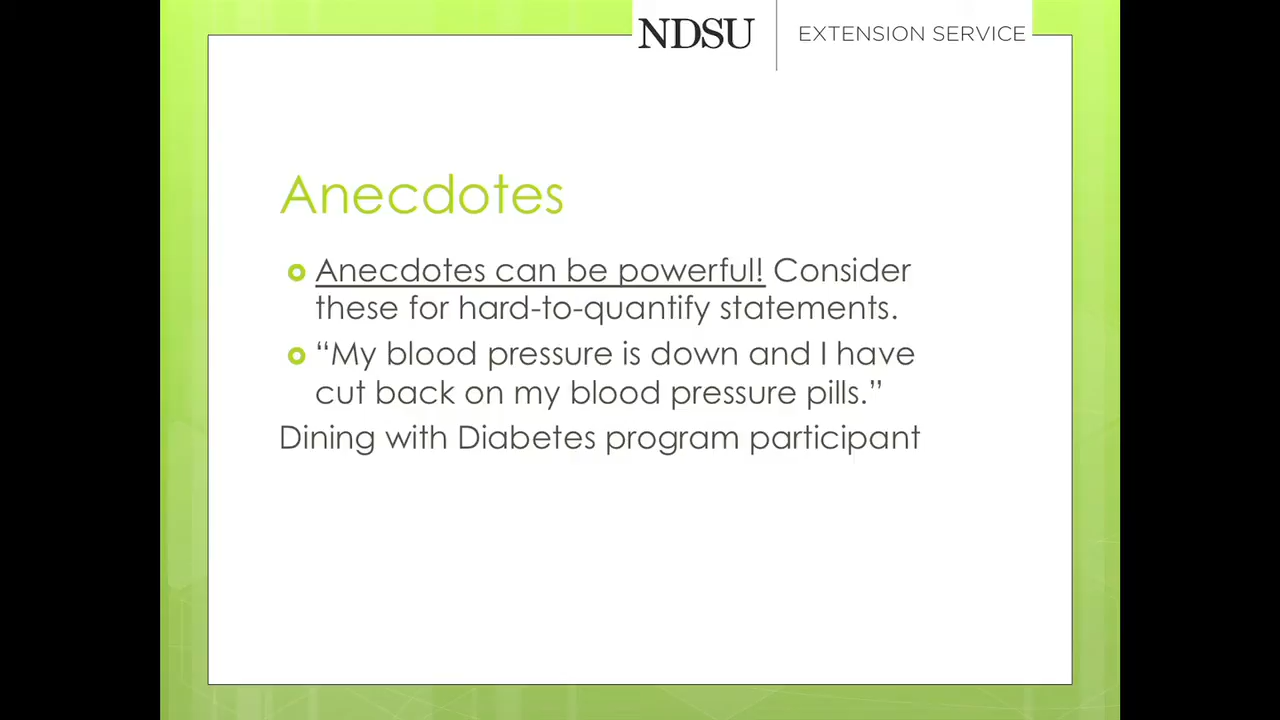 NDSU EXTENSION SERVICE
Anecdotes
Anecdotes can be powerful! Consider
these for hard-to-quantify statements.
“My blood pressure is down and I have
cut back on my blood pressure pills.”
Dining with Diabetes program participant